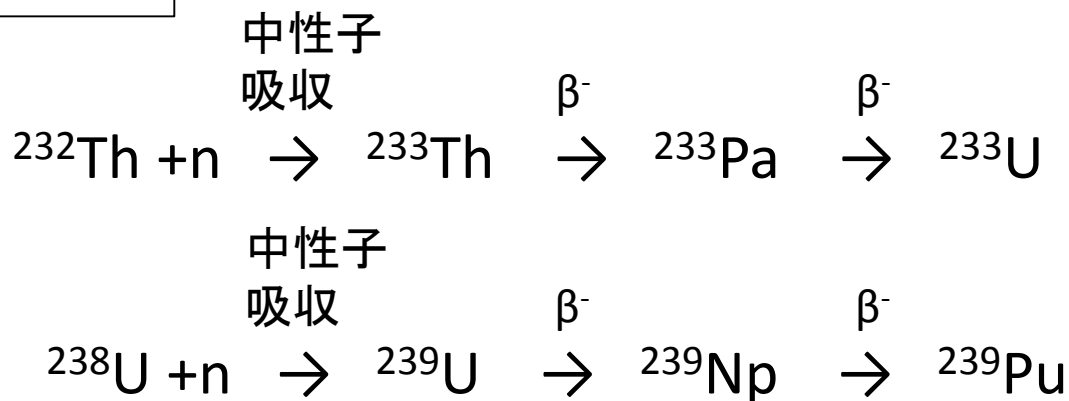 中性子
吸収 β⁻ β⁻
²³²Th +n → ²³³Th → ²³³Pa → ²³³U
中性子
吸収 β⁻ β⁻
²³⁸U +n → ²³⁹U → ²³⁹Np → ²³⁹Pu